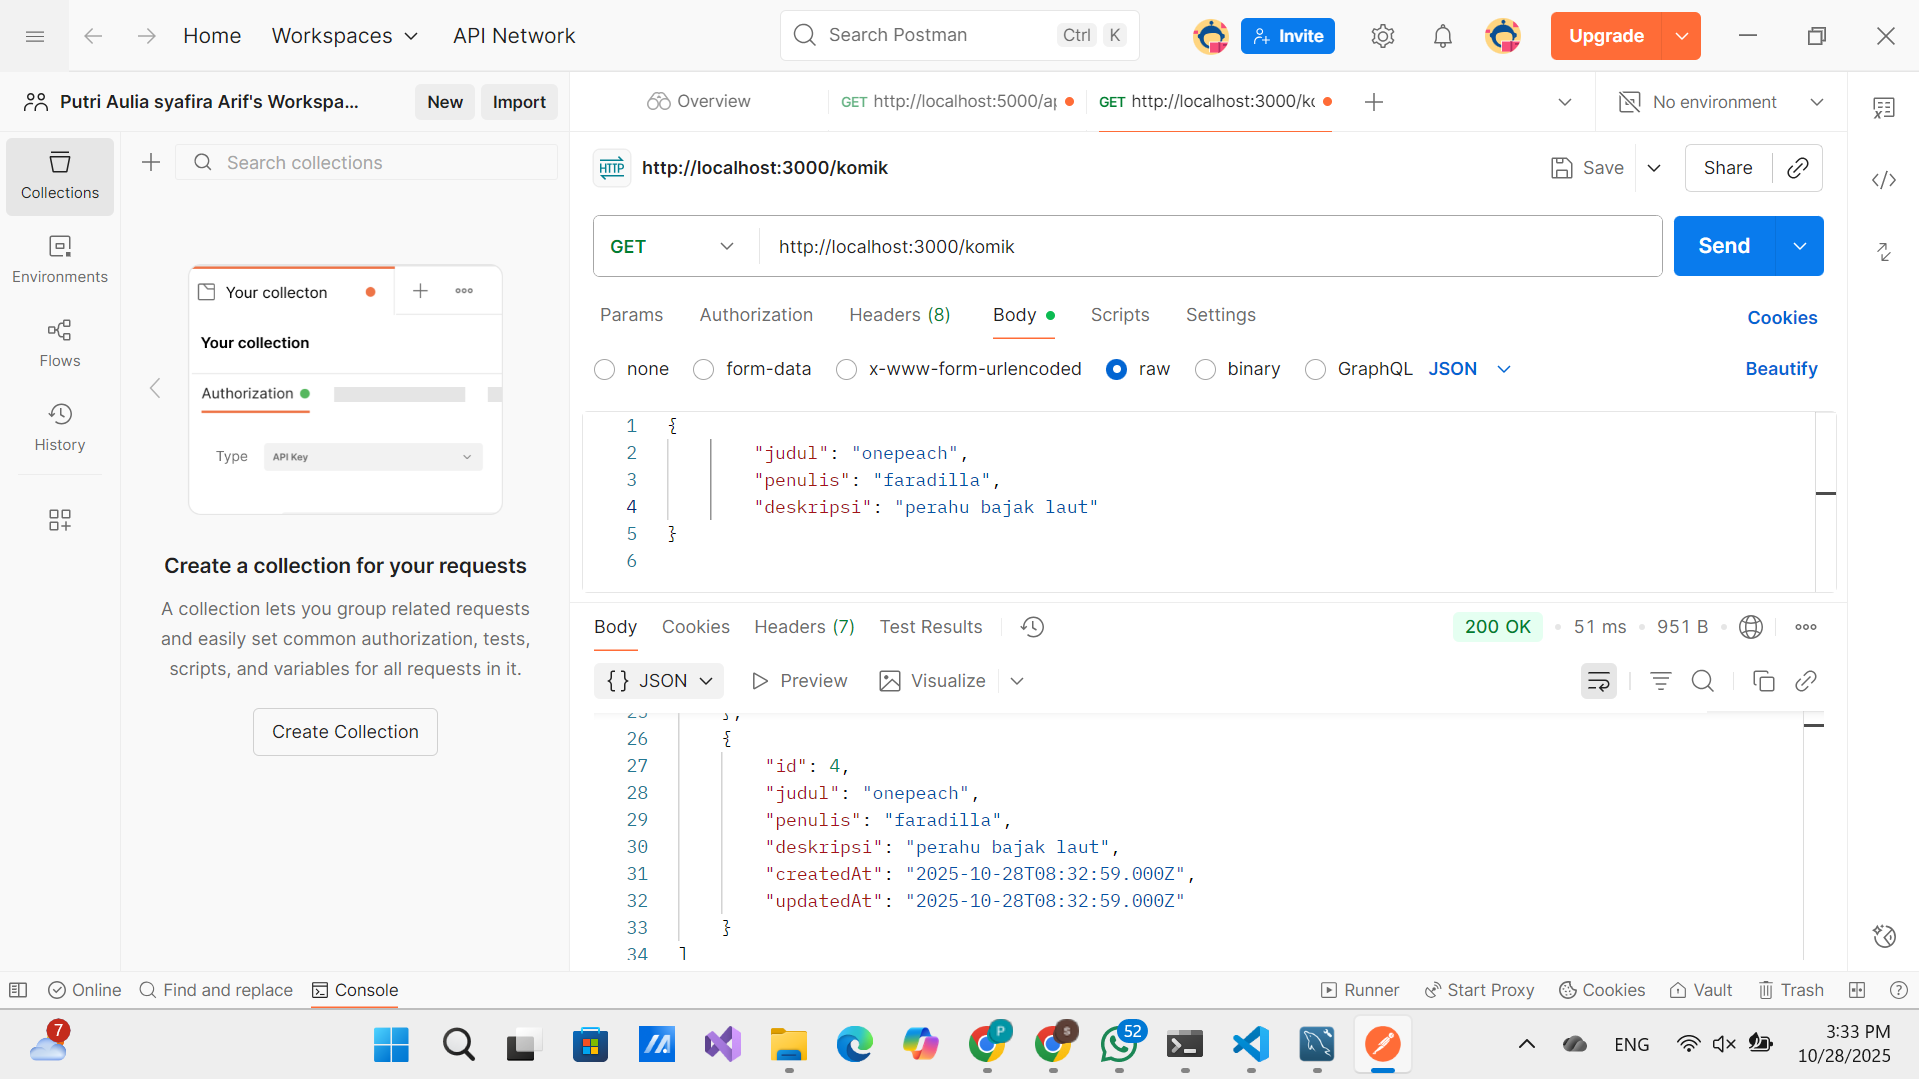 Home
Workspaces
API Network
Search Postman
Ctrl
K
Invite
Upgrade
Putri Aulia syafira Arif's Workspa...
New
Import
Overview
GET http://localhost:5000/ap
GET http://localhost:3000/kc
No environment
Collections
Search collections
HTTP
http://localhost:3000/komik
Save
Share
Environments
GET
http://localhost:3000/komik
Send
Your collecton
Your collection
Params
Authorization
Headers (8)
Body
Scripts
Settings
Cookies
Flows
none
form-data
x-www-form-urlencoded
raw
binary
GraphQL
JSON
Beautify
Authorization
History
Type
API Key
1 {
2 "judul": "onepeach",
3 "penulis": "faradilla",
4 "deskripsi": "perahu bajak laut"
5 }
6
Create a collection for your requests
A collection lets you group related requests
and easily set common authorization, tests,
scripts, and variables for all requests in it.
Create Collection
Body
Cookies
Headers (7)
Test Results
200 OK
51 ms
951 B
{} JSON
Preview
Visualize
25 },
26 {
27 "id": 4,
28 "judul": "onepeach",
29 "penulis": "faradilla",
30 "deskripsi": "perahu bajak laut",
31 "createdAt": "2025-10-28T08:32:59.000Z",
32 "updatedAt": "2025-10-28T08:32:59.000Z"
33 }
34 ]
Online
Find and replace
Console
Runner
Start Proxy
Cookies
Vault
Trash
7
P
S
52
ENG
3:33 PM
10/28/2025